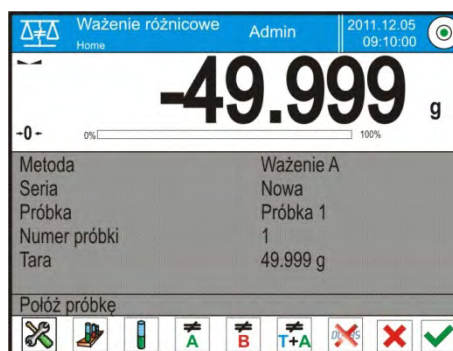 Ważenie różnicowe Admin 2011.12.05
Home 09:10:00
-49.999 g
-0- 0% 100%
Metoda Ważenie A
Seria Nowa
Próbka Próbka 1
Numer próbki 1
Tara 49.999 g
Połóż próbkę
A B T+A